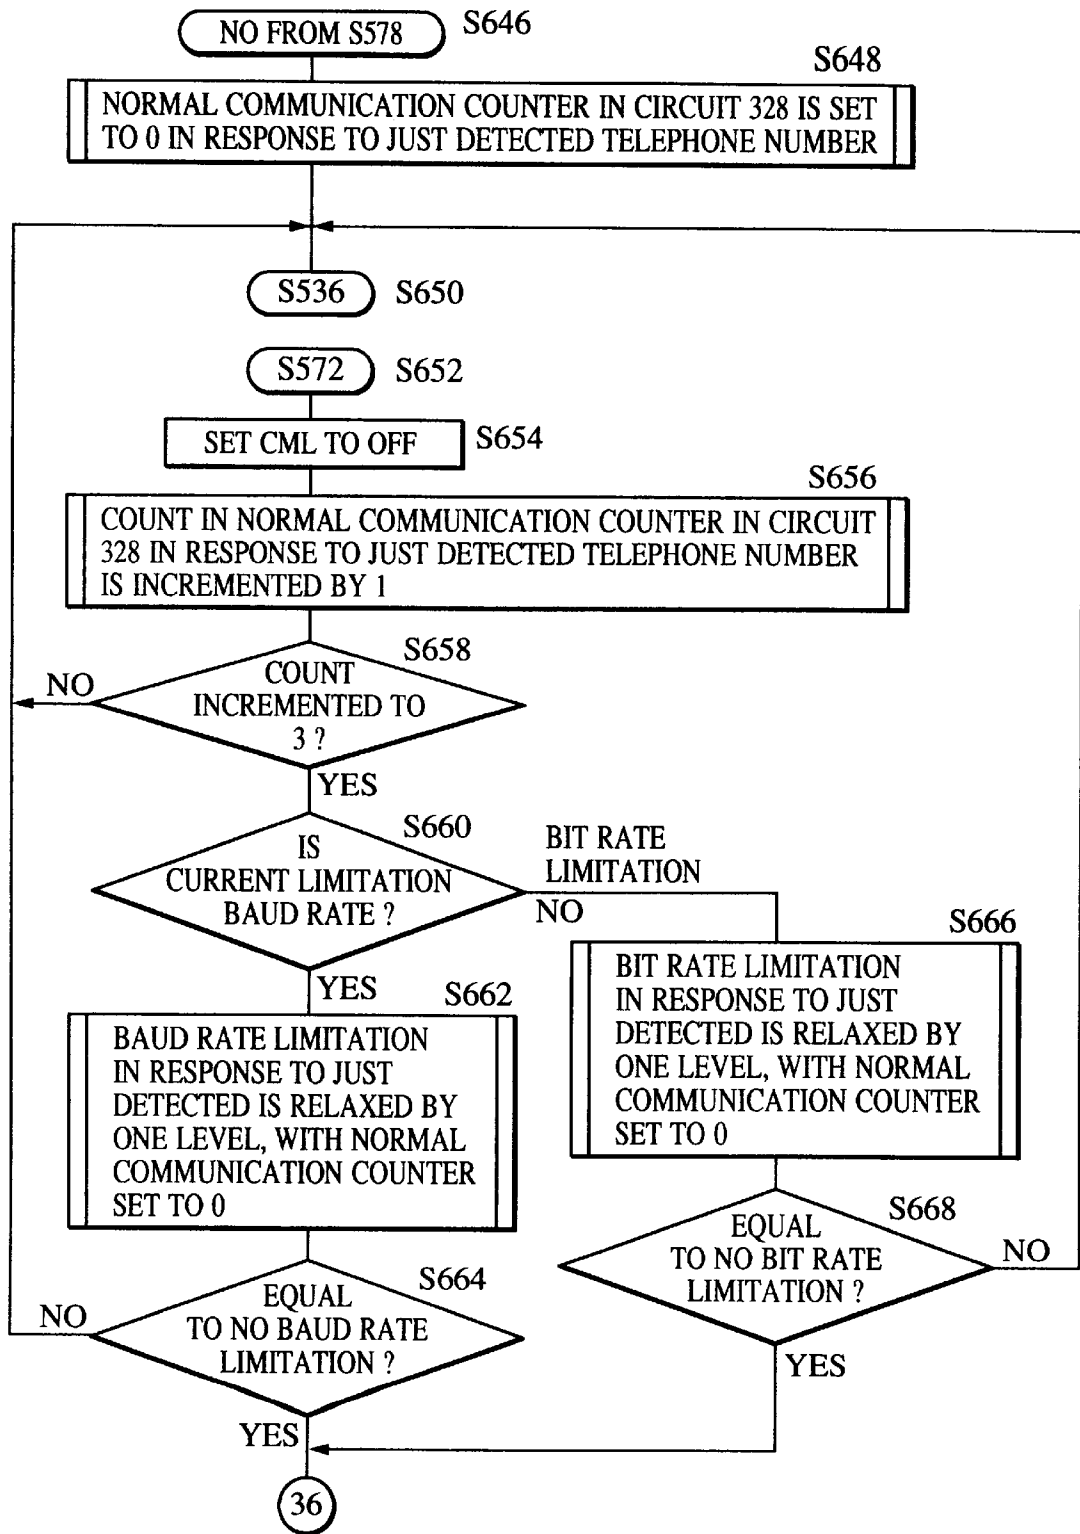 NO FROM S578
S646
S648
NORMAL COMMUNICATION COUNTER IN CIRCUIT 328 IS SET
TO 0 IN RESPONSE TO JUST DETECTED TELEPHONE NUMBER
S536
S650
S572
S652
SET CML TO OFF
S654
S656
COUNT IN NORMAL COMMUNICATION COUNTER IN CIRCUIT
328 IN RESPONSE TO JUST DETECTED TELEPHONE NUMBER
IS INCREMENTED BY 1
S658
COUNT
INCREMENTED TO
3 ?
NO
YES
S660
IS
CURRENT LIMITATION
BAUD RATE ?
BIT RATE
LIMITATION
NO
YES
S662
BAUD RATE LIMITATION
IN RESPONSE TO JUST
DETECTED IS RELAXED BY
ONE LEVEL, WITH NORMAL
COMMUNICATION COUNTER
SET TO 0
S666
BIT RATE LIMITATION
IN RESPONSE TO JUST
DETECTED IS RELAXED BY
ONE LEVEL, WITH NORMAL
COMMUNICATION COUNTER
SET TO 0
S664
EQUAL
TO NO BAUD RATE
LIMITATION ?
NO
YES
S668
EQUAL
TO NO BIT RATE
LIMITATION ?
NO
YES
36